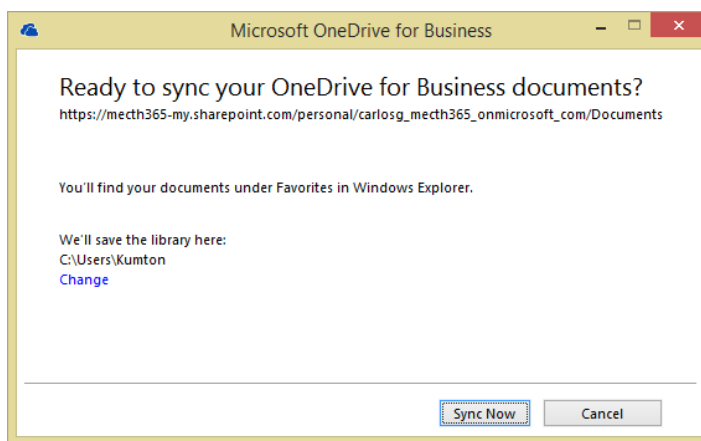 Microsoft OneDrive for Business
Ready to sync your OneDrive for Business documents?
https://mecth365-my.sharepoint.com/personal/carlosg_mecth365_onmicrosoft_com/Documents
You'll find your documents under Favorites in Windows Explorer.
We'll save the library here:
C:\Users\Kumton
Change
Sync Now Cancel